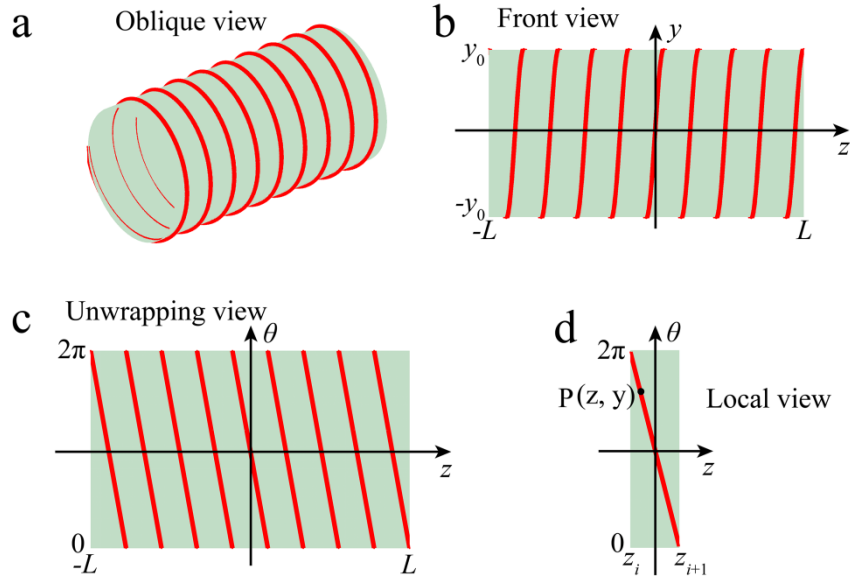 a
Oblique view
b
Front view
y₀
y
z
-y₀
-L
L
c
Unwrapping view
θ
2π
z
0
-L
L
d
Local view
θ
2π
P(z, y)
z
0
zᵢ
zᵢ₊₁